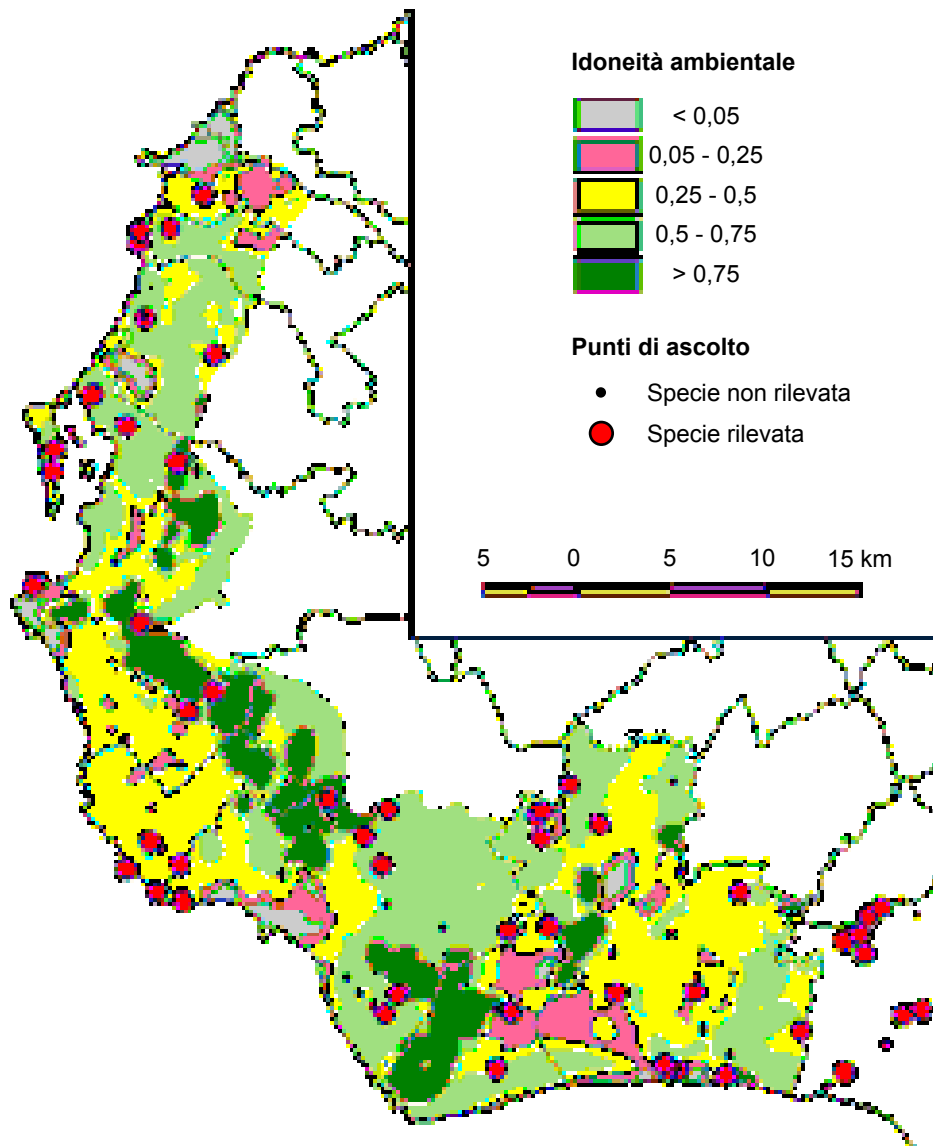 Idoneità ambientale
< 0,05
0,05 - 0,25
0,25 - 0,5
0,5 - 0,75
> 0,75
Punti di ascolto
Specie non rilevata
Specie rilevata
5 0 5 10 15 km